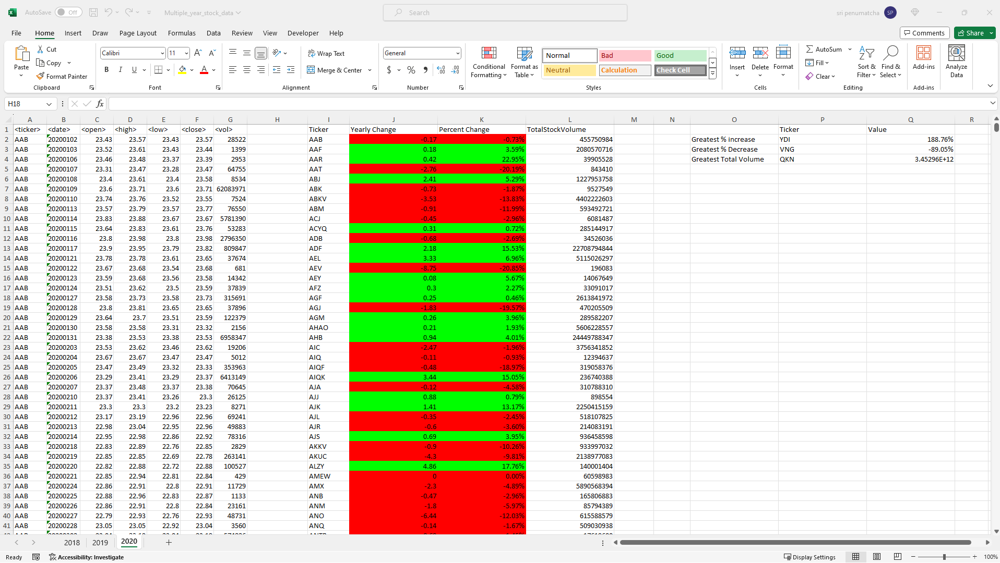 AutoSave Off Multiple_year_stock_data Search sri penumatcha SP
File Home Insert Draw Page Layout Formulas Data Review View Developer Help Comments Share
Paste Cut Copy Format Painter Clipboard
Calibri 11 B I U A Font
Wrap Text Merge & Center Alignment
General $ % Number
Conditional Formatting Format as Table Normal Bad Good Neutral Calculation Check Cell Styles
Insert Delete Format Cells
AutoSum Fill Clear Sort & Filter Find & Select Editing
Add-ins Add-ins
Analyze Data
H18 fx
A B C D E F G H I J K L M N O P Q R
1 <ticker> <date> <open> <high> <low> <close> <vol> Ticker Yearly Change Percent Change TotalStockVolume Ticker Value
2 AAB 20200102 23.43 23.57 23.43 23.57 28522 AAB -0.17 -0.73% 455750984 Greatest % increase YDI 188.76%
3 AAB 20200103 23.52 23.61 23.43 23.44 1399 AAF 0.18 3.59% 2080570716 Greatest % Decrease VNG -89.05%
4 AAB 20200106 23.46 23.48 23.37 23.39 2953 AAR 0.42 22.95% 39905528 Greatest Total Volume QKN 3.45296E+12
5 AAB 20200107 23.31 23.47 23.28 23.47 64755 AAT -2.76 -20.19% 843410
6 AAB 20200108 23.4 23.61 23.4 23.58 8534 ABJ 2.41 5.29% 1227953758
7 AAB 20200109 23.6 23.71 23.6 23.71 62083971 ABK -0.73 -1.87% 9527549
8 AAB 20200110 23.74 23.76 23.52 23.55 7524 ABKV -3.53 -13.83% 4402222603
9 AAB 20200113 23.57 23.79 23.57 23.77 76550 ABM -0.91 -11.99% 593492721
10 AAB 20200114 23.83 23.88 23.67 23.67 5781390 ACJ -0.45 -2.96% 6081487
11 AAB 20200115 23.64 23.83 23.61 23.76 53283 ACYQ 0.31 0.72% 285144917
12 AAB 20200116 23.8 23.98 23.8 23.98 2796350 ADB -0.68 -2.69% 34526036
13 AAB 20200117 23.9 23.95 23.79 23.82 809847 ADF 2.18 15.53% 22708794844
14 AAB 20200121 23.78 23.78 23.61 23.65 37674 AEL 3.33 6.96% 5115026297
15 AAB 20200122 23.67 23.68 23.54 23.68 681 AEV -8.75 -20.85% 196083
16 AAB 20200123 23.59 23.68 23.56 23.58 14342 AEY 0.08 5.67% 14067649
17 AAB 20200124 23.51 23.62 23.5 23.59 37839 AFZ 0.3 2.27% 33091017
18 AAB 20200127 23.58 23.73 23.58 23.73 315691 AGF 0.25 0.46% 2613841972
19 AAB 20200128 23.8 23.81 23.65 23.65 37896 AGJ -1.83 -19.57% 470205509
20 AAB 20200129 23.64 23.7 23.51 23.59 122379 AGM 0.26 3.96% 289582207
21 AAB 20200130 23.58 23.58 23.31 23.32 2156 AHAO 0.21 1.93% 5606228557
22 AAB 20200131 23.38 23.53 23.38 23.53 6958347 AHB 0.94 4.01% 24449788347
23 AAB 20200203 23.53 23.62 23.46 23.62 19206 AIC -2.47 -1.96% 3756341852
24 AAB 20200204 23.67 23.67 23.47 23.47 5012 AIQ -0.11 -0.93% 12394637
25 AAB 20200205 23.47 23.49 23.32 23.33 353963 AIQF -0.48 -18.97% 319058376
26 AAB 20200206 23.29 23.41 23.29 23.37 6413149 AIQK 3.44 15.05% 236740388
27 AAB 20200207 23.37 23.48 23.37 23.38 70645 AJA -0.12 -4.58% 310788310
28 AAB 20200210 23.37 23.41 23.26 23.3 26125 AJJ 0.88 0.79% 898554
29 AAB 20200211 23.3 23.3 23.2 23.23 8271 AJK 1.41 13.17% 2250415159
30 AAB 20200212 23.17 23.19 22.96 22.96 69241 AJL -0.35 -2.45% 518107825
31 AAB 20200213 22.98 23.04 22.95 22.96 49883 AJR -0.6 -3.60% 214083191
32 AAB 20200214 22.95 22.98 22.86 22.92 78316 AJS 0.69 3.95% 936458598
33 AAB 20200218 22.83 22.89 22.76 22.85 2829 AKKV -0.9 -10.26% 933997032
34 AAB 20200219 22.85 22.85 22.69 22.78 263141 AKUC -4.3 -9.81% 2138977083
35 AAB 20200220 22.82 22.88 22.72 22.88 100527 ALZY 4.86 17.76% 140001404
36 AAB 20200221 22.85 22.94 22.81 22.84 429 AMEW 0 0.00% 60598983
37 AAB 20200224 22.86 22.91 22.8 22.91 11729 AMX -2.3 -4.89% 5890568394
38 AAB 20200225 22.88 22.96 22.83 22.87 1133 ANB -0.47 -2.96% 165806883
39 AAB 20200226 22.86 22.91 22.8 22.84 23161 ANM -1.8 -5.97% 85794389
40 AAB 20200227 22.79 22.93 22.76 22.93 48731 ANO -6.44 -12.03% 615588579
41 AAB 20200228 23.05 23.05 22.92 23.04 3560 ANQ -0.14 -1.67% 509030938
2018 2019 2020
Ready Accessibility: Investigate Display Settings 100%